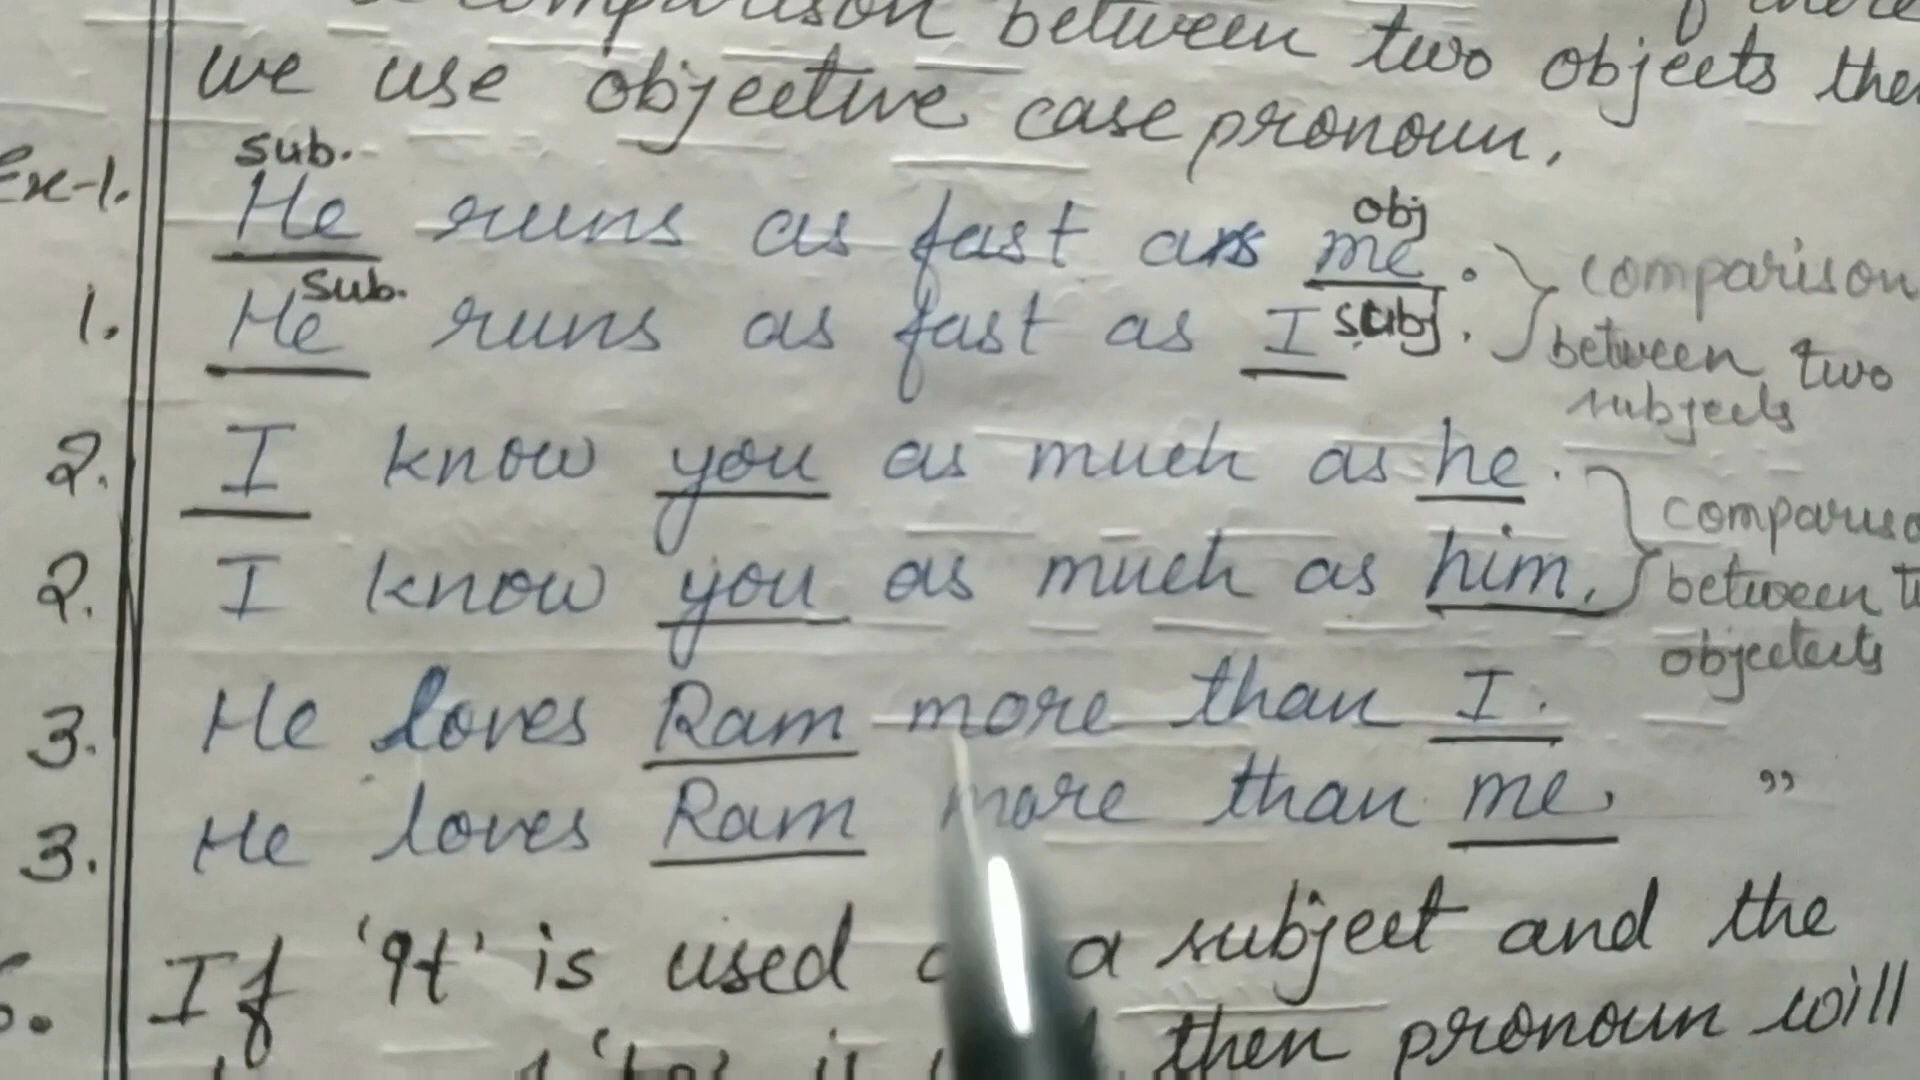 comparison between two objects then
we use objective case pronoun.
Ex-1. He sub. runs as fast as me obj.
1. He sub. runs as fast as I subj.
comparison
between two
subjects
2. I know you as much as he.
2. I know you as much as him.
between
objectects
3. He loves Ram more than I.
3. He loves Ram more than me. ”
If 'It' is used a subject and the
then pronoun will